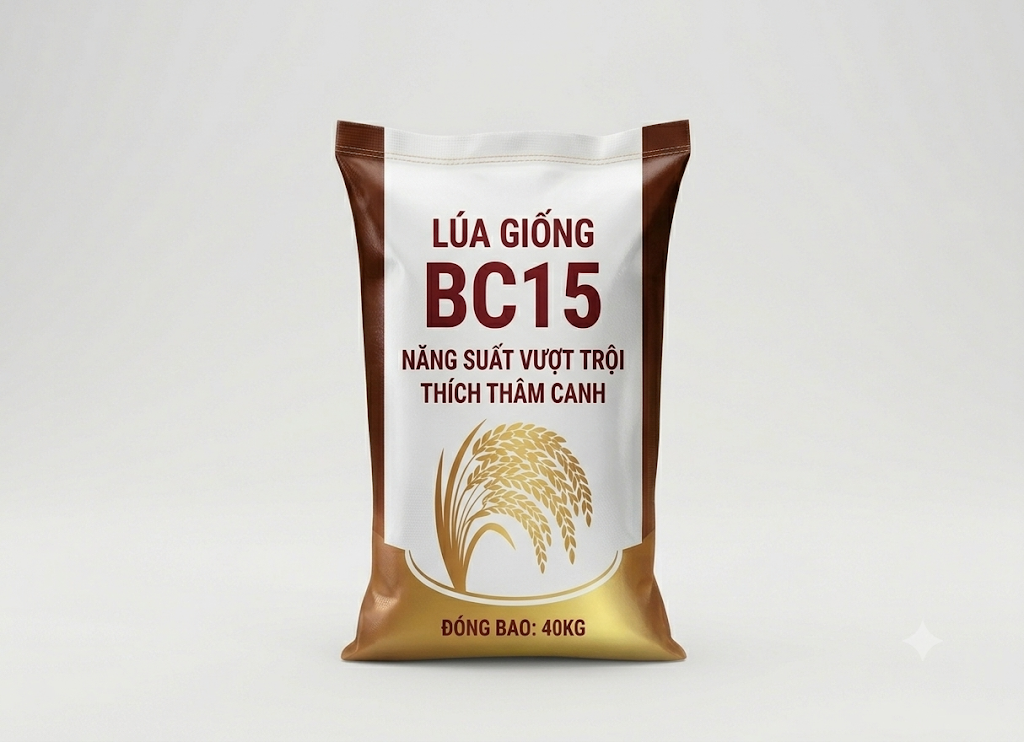 LÚA GIỐNG
BC15
NĂNG SUẤT VƯỢT TRỘI
THÍCH THÂM CANH
ĐÓNG BAO: 40KG